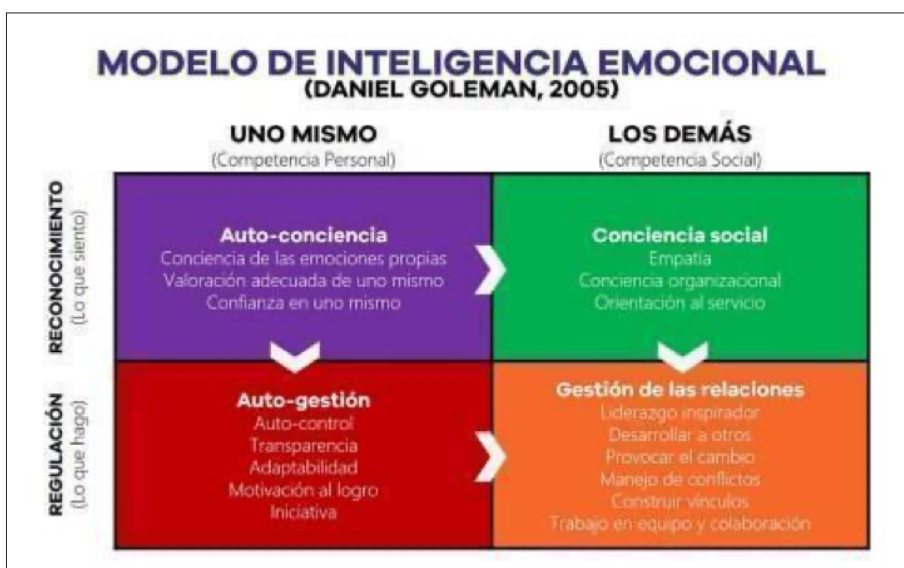 MODELO DE INTELIGENCIA EMOCIONAL
(DANIEL GOLEMAN, 2005)
UNO MISMO
(Competencia Personal)
LOS DEMÁS
(Competencia Social)
RECONOCIMIENTO
(Lo que siento)
Auto-conciencia
Conciencia de las emociones propias
Valoración adecuada de uno mismo
Confianza en uno mismo
Conciencia social
Empatia
Conciencia organizacional
Orientación al servicio
REGULACIÓN
(Lo que hago)
Auto-gestión
Auto-control
Transparencia
Adaptabilidad
Motivación al logro
Iniciativa
Gestión de las relaciones
Liderazgo inspirador
Desarrollar a otros
Provocar el cambio
Manejo de conflictos
Construir vínculos
Trabajo en equipo y colaboración